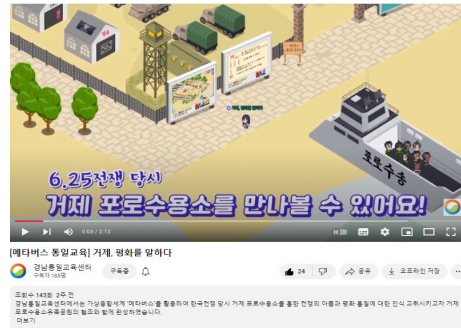 포로수송
6.25전쟁 당시
거제 포로수용소를 만나볼 수 있어요!
0:08 / 2:13
[메타버스 통일교육] 거제, 평화를 말하다
경남통일교육센터
구독자 189명
구독중
24
공유
오프라인 저장
조회수 143회 2주 전
경남통일교육센터에서는 가상융합세계 '메타버스'를 활용하여 한국전쟁 당시 거제 포로수용소를 통한 전쟁의 아픔과 평화·통일에 대한 인식 고취시키고자 거제
포로수용소유적공원의 협조와 함께 완성하였습니다.
더보기